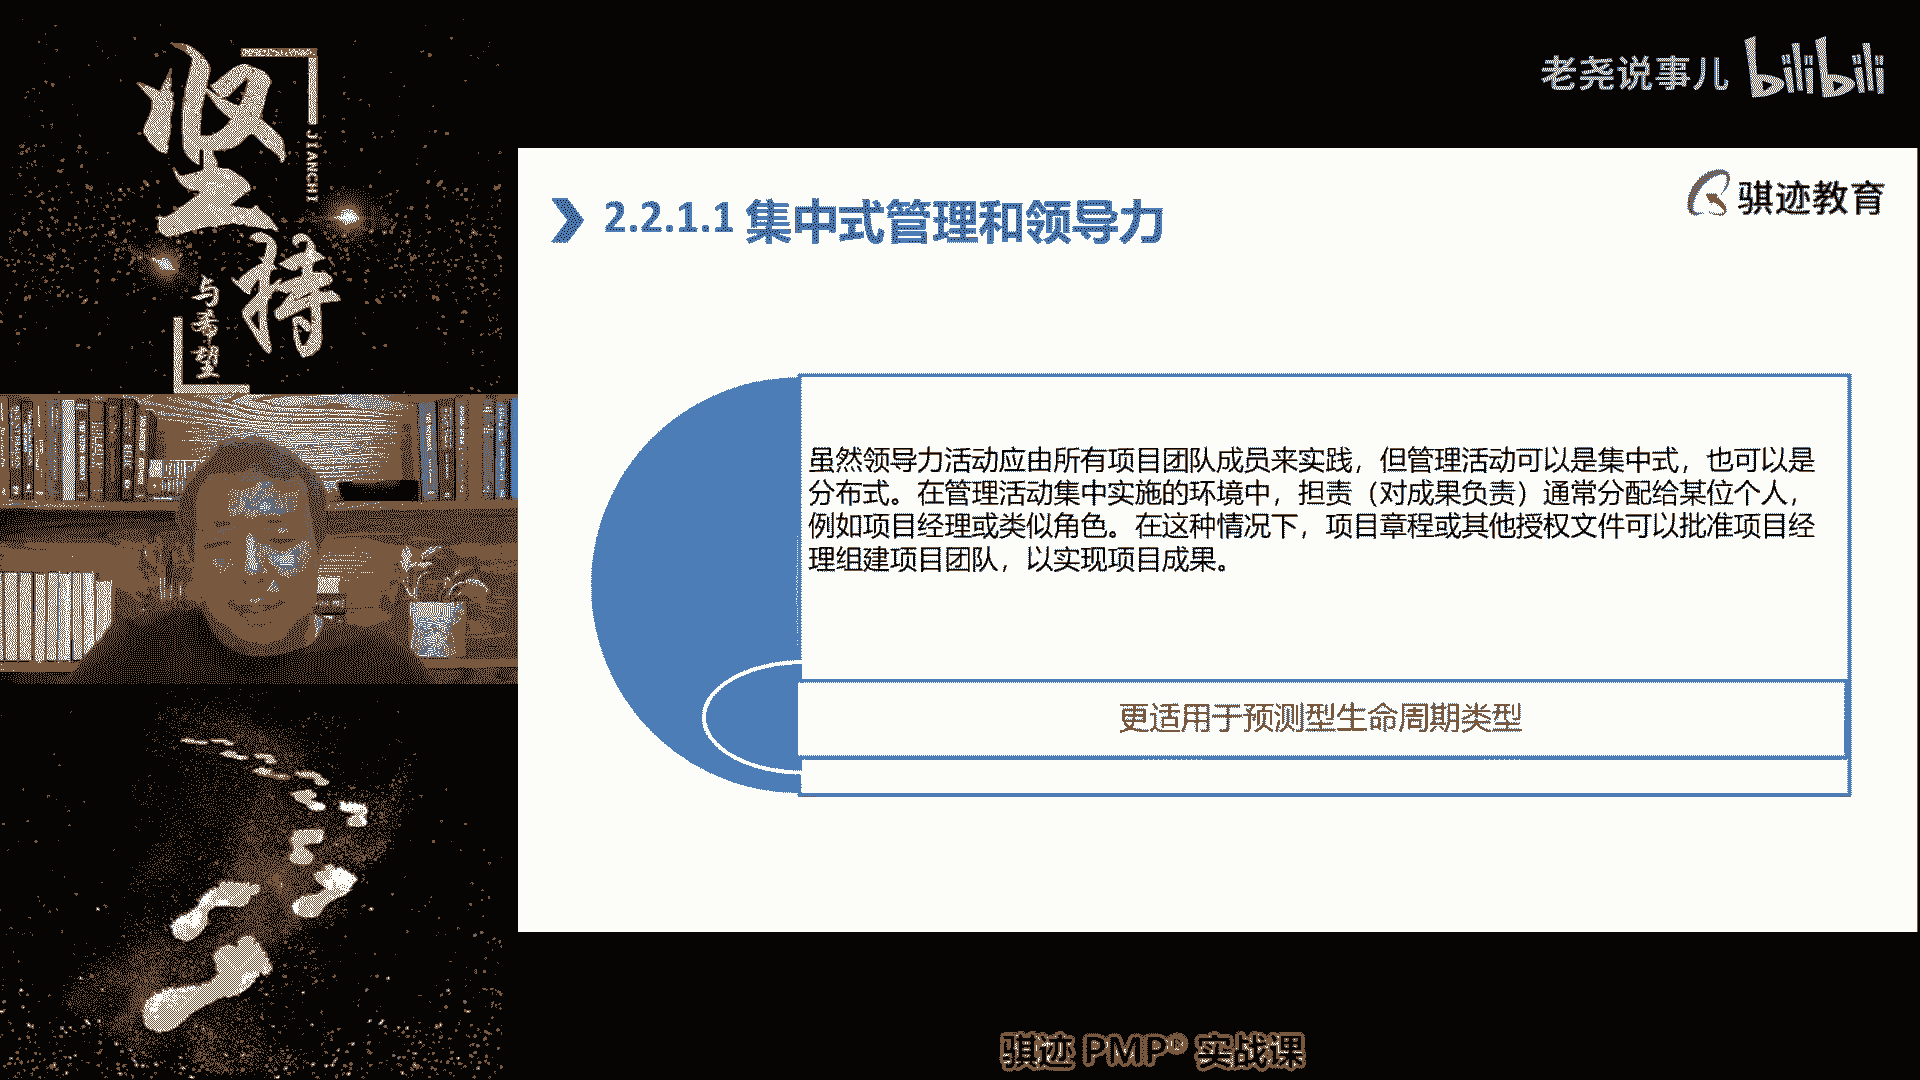 坚持
JIANCHI
与希望
老尧说事儿 bilibili
骐迹教育
2.2.1.1 集中式管理和领导力
虽然领导力活动应由所有项目团队成员来实践，但管理活动可以是集中式，也可以是
分布式。在管理活动集中实施的环境中，担责（对成果负责）通常分配给某位个人，
例如项目经理或类似角色。在这种情况下，项目章程或其他授权文件可以批准项目经
理组建项目团队，以实现项目成果。
更适用于预测型生命周期类型
骐迹 PMP® 实战课